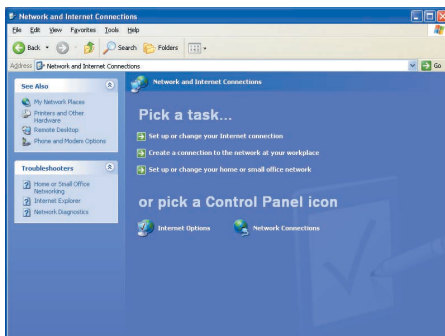 Network and Internet Connections
File Edit View Favorites Tools Help
Back Search Folders
Address Network and Internet Connections Go
Network and Internet Connections
See Also
My Network Places
Printers and Other
Hardware
Remote Desktop
Phone and Modem Options
Troubleshooters
Home or Small Office
Networking
Internet Explorer
Network Diagnostics
Pick a task...
Set up or change your Internet connection
Create a connection to the network at your workplace
Set up or change your home or small office network
or pick a Control Panel icon
Internet Options Network Connections